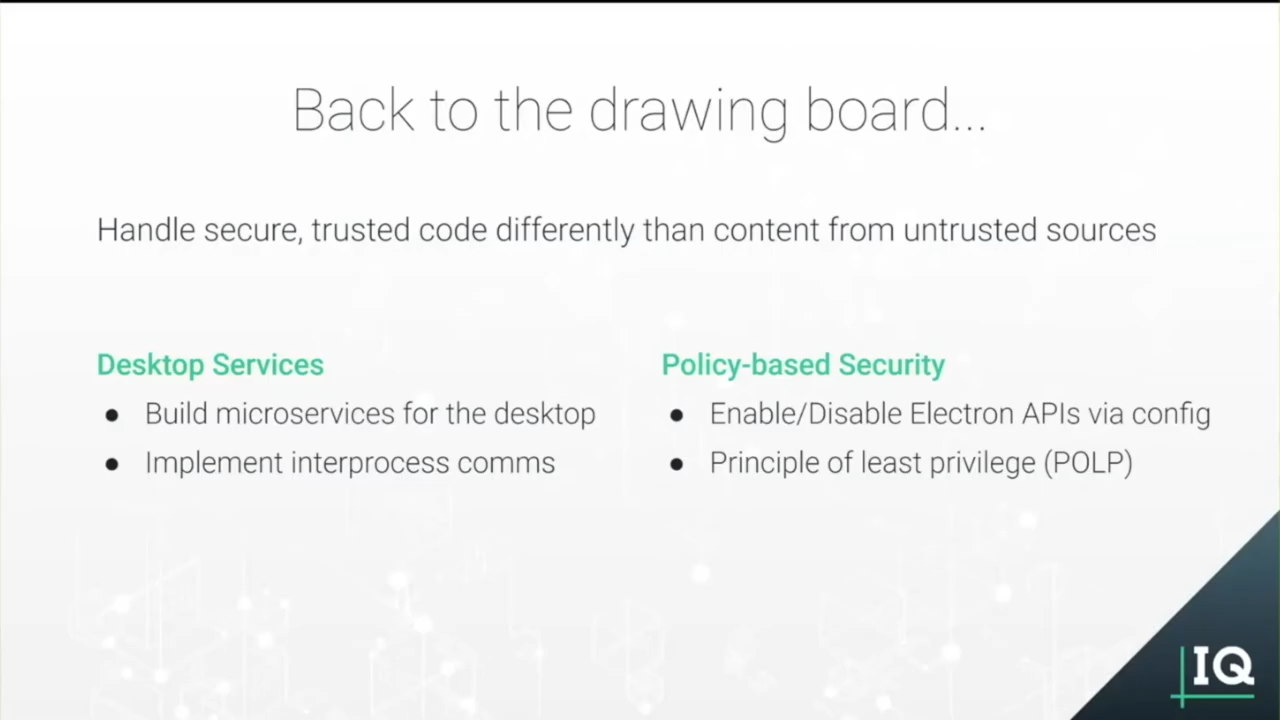 Back to the drawing board...
Handle secure, trusted code differently than content from untrusted sources
Desktop Services
● Build microservices for the desktop
● Implement interprocess comms
Policy-based Security
● Enable/Disable Electron APIs via config
● Principle of least privilege (POLP)
IQ